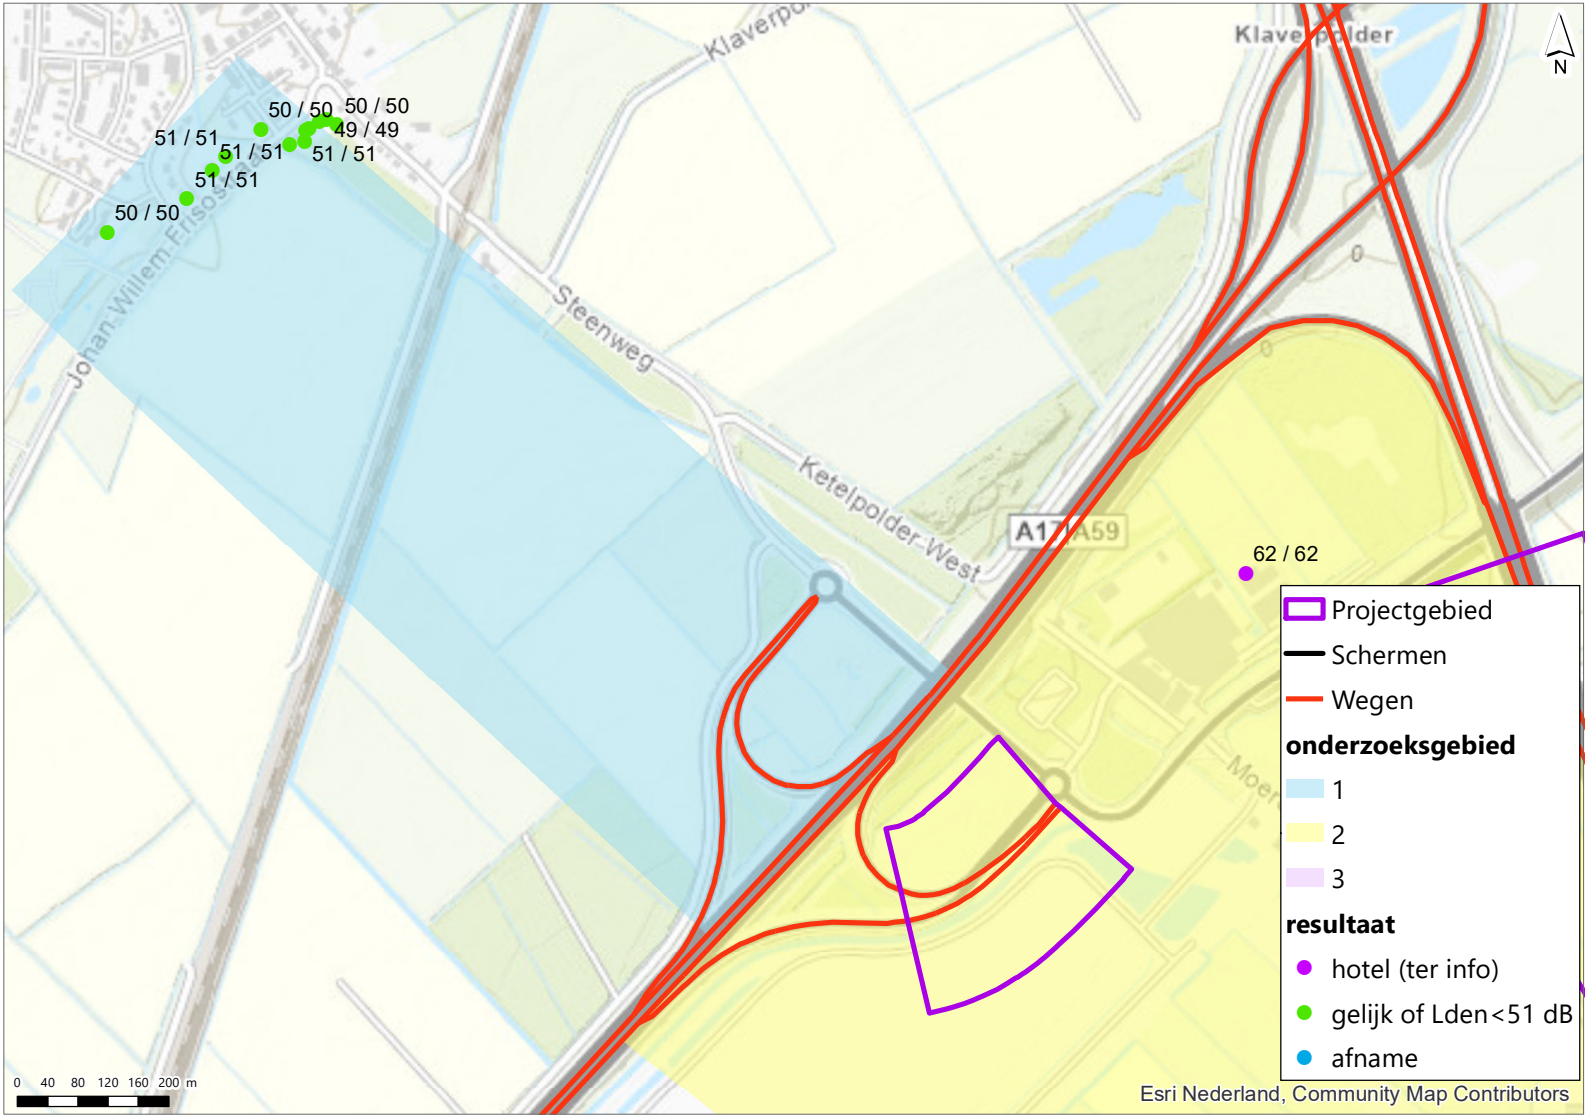 Klaverpo
Klaverpolder
N
50 / 50
50 / 50
51 / 51
49 / 49
51 / 51
51 / 51
51 / 51
50 / 50
0
Johan-Willem-Frisos
Steenweg
0
Ketelpolder-West
A17/A59
62 / 62
Moer
Projectgebied
Schermen
Wegen
onderzoeksgebied
1
2
3
resultaat
hotel (ter info)
gelijk of Lden<51 dB
afname
0 40 80 120 160 200 m
Esri Nederland, Community Map Contributors